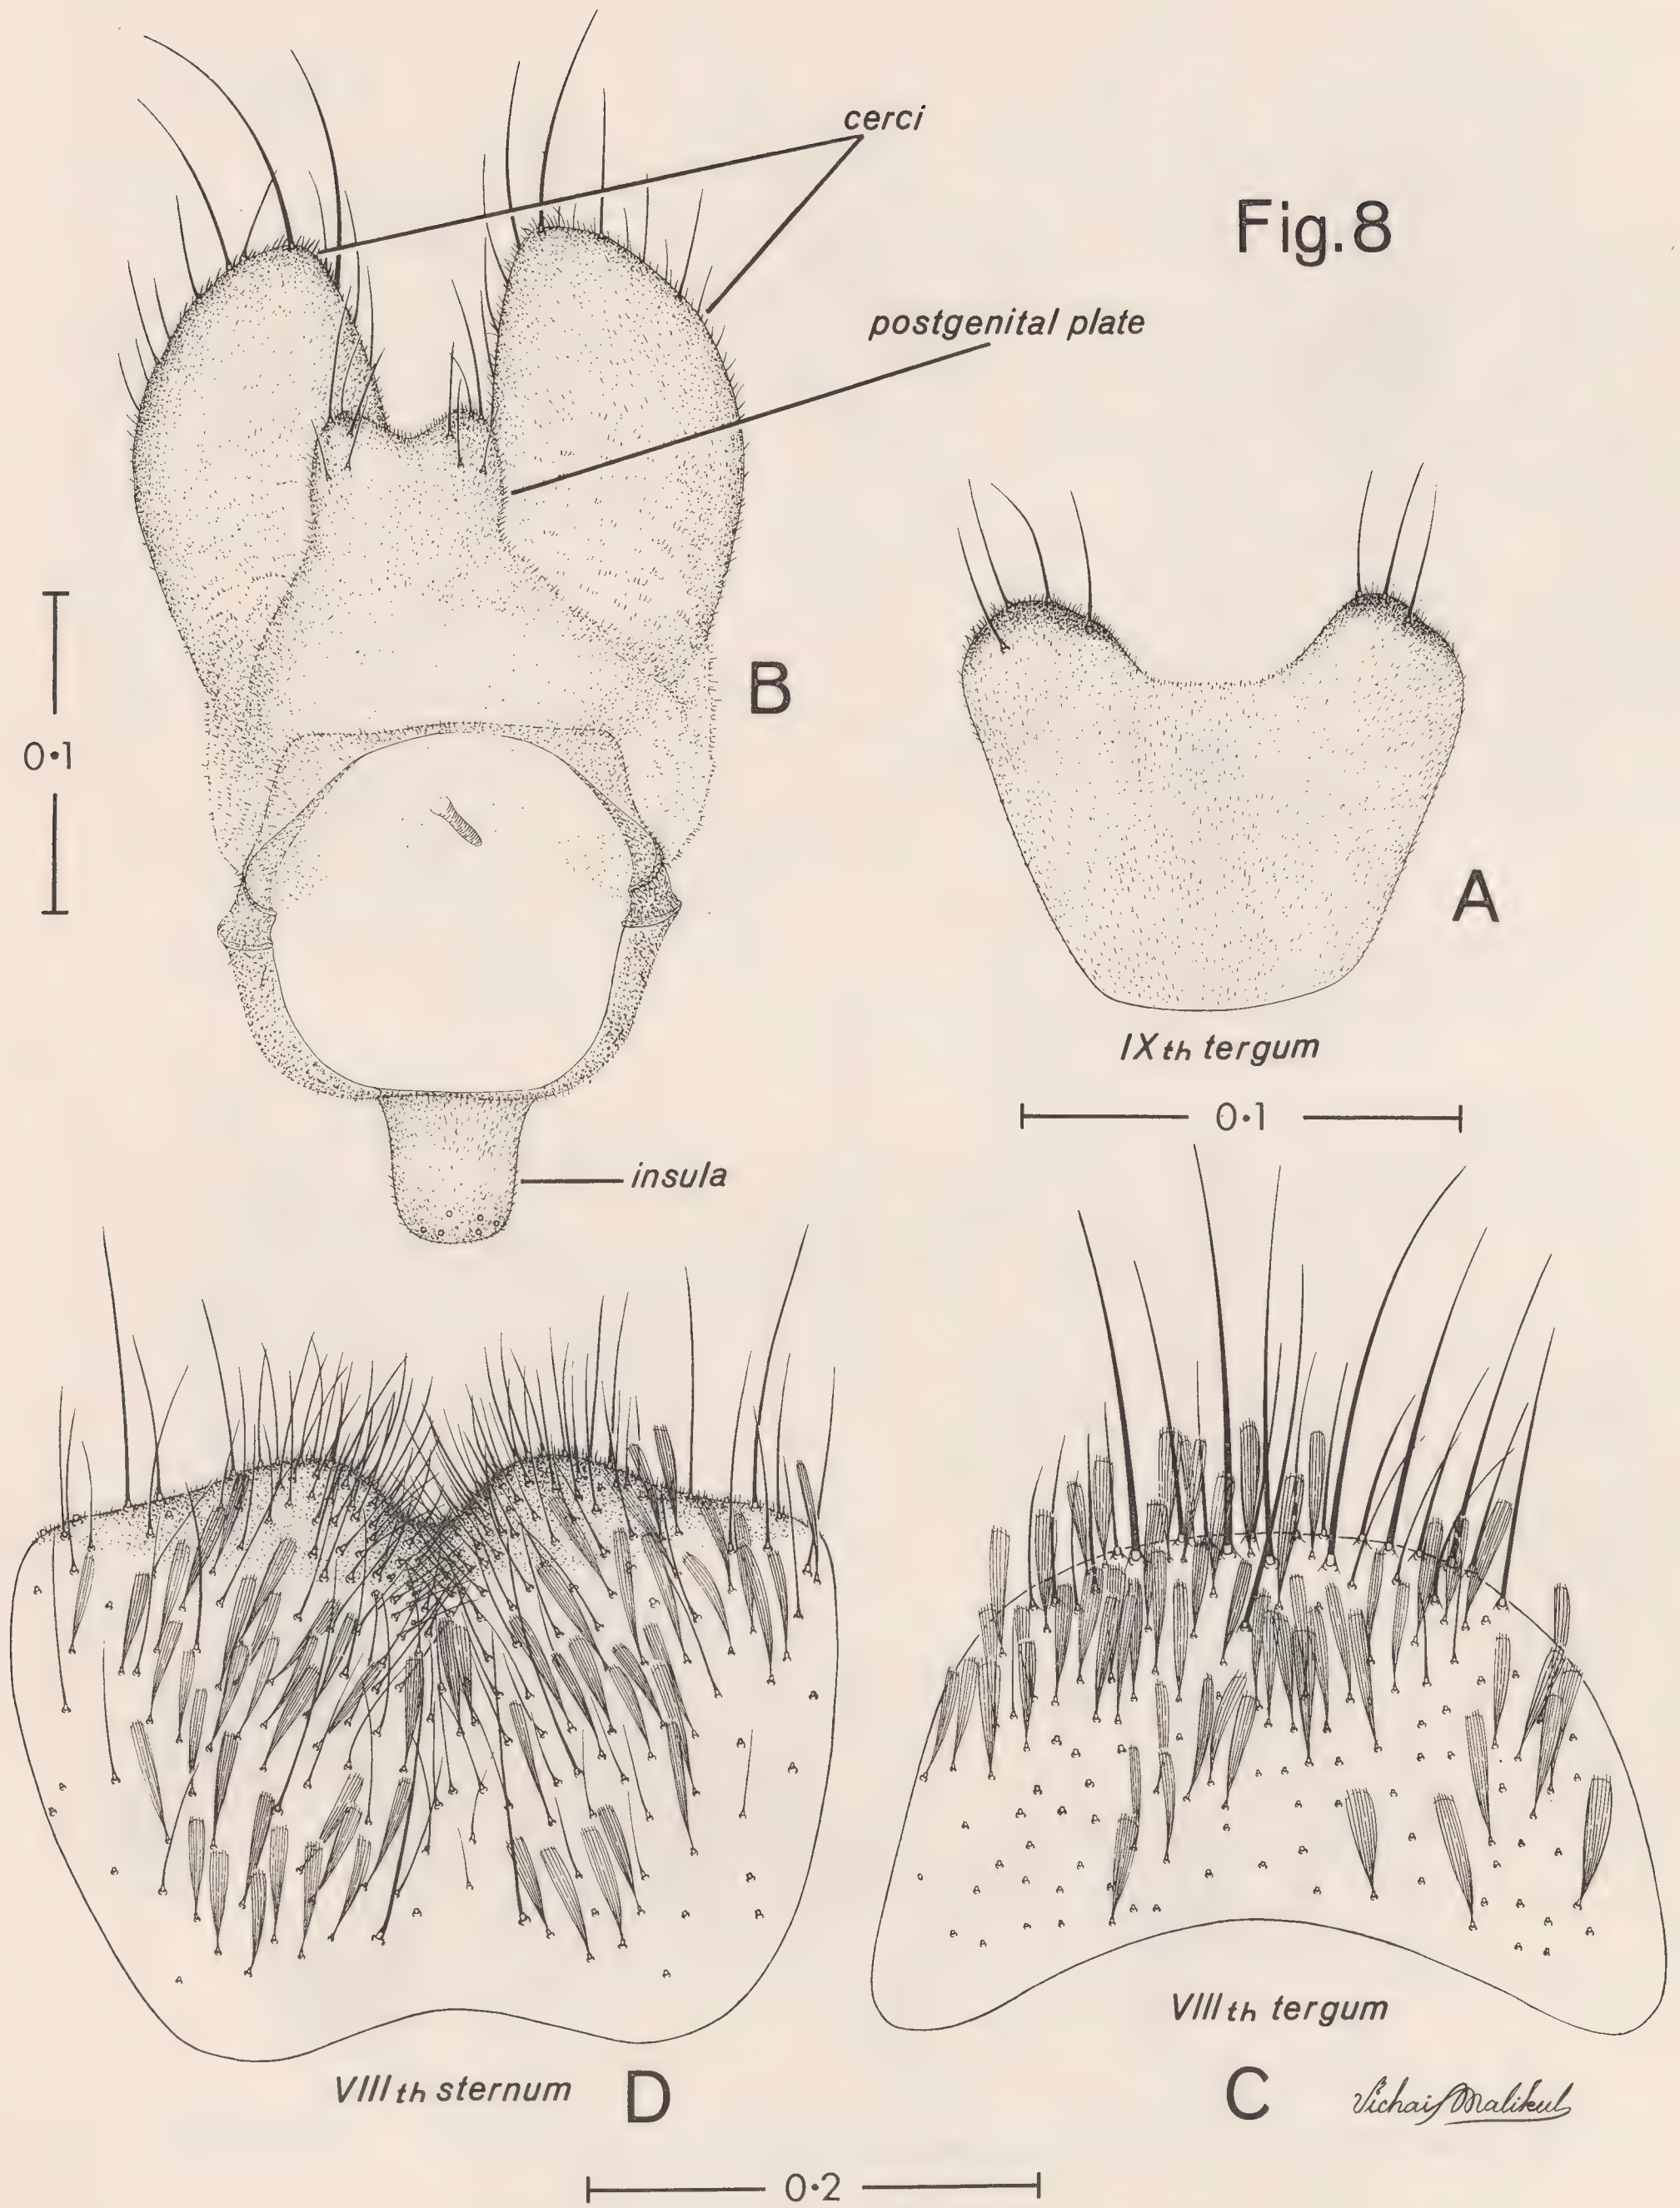 cerci
Fig.8
postgenital plate
B
0·1
A
IXth tergum
0·1
insula
VIIIth tergum
VIIIth sternum
D
C
Vichai Malikul
0·2